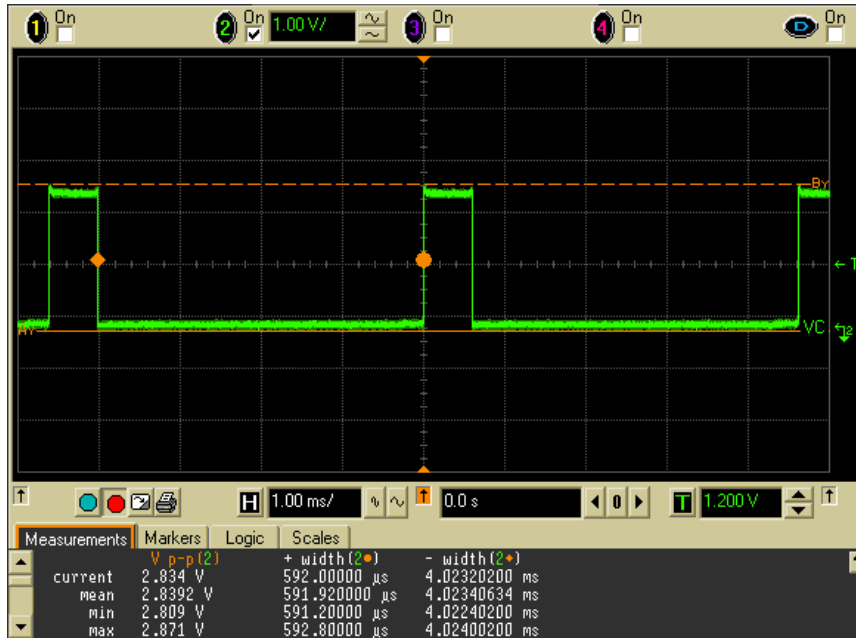 1 On 2 On 1.00 V/ 3 On 4 On D On
By
T
Ay VC 2
H 1.00 ms/ 0.0 s 0 T 1.200 V
Measurements Markers Logic Scales
V p-p(2) + width(2●) - width(2◆)
current 2.834 V 592.00000 µs 4.02320200 ms
mean 2.8392 V 591.920000 µs 4.02340634 ms
min 2.809 V 591.20000 µs 4.02240200 ms
max 2.871 V 592.80000 µs 4.02400200 ms